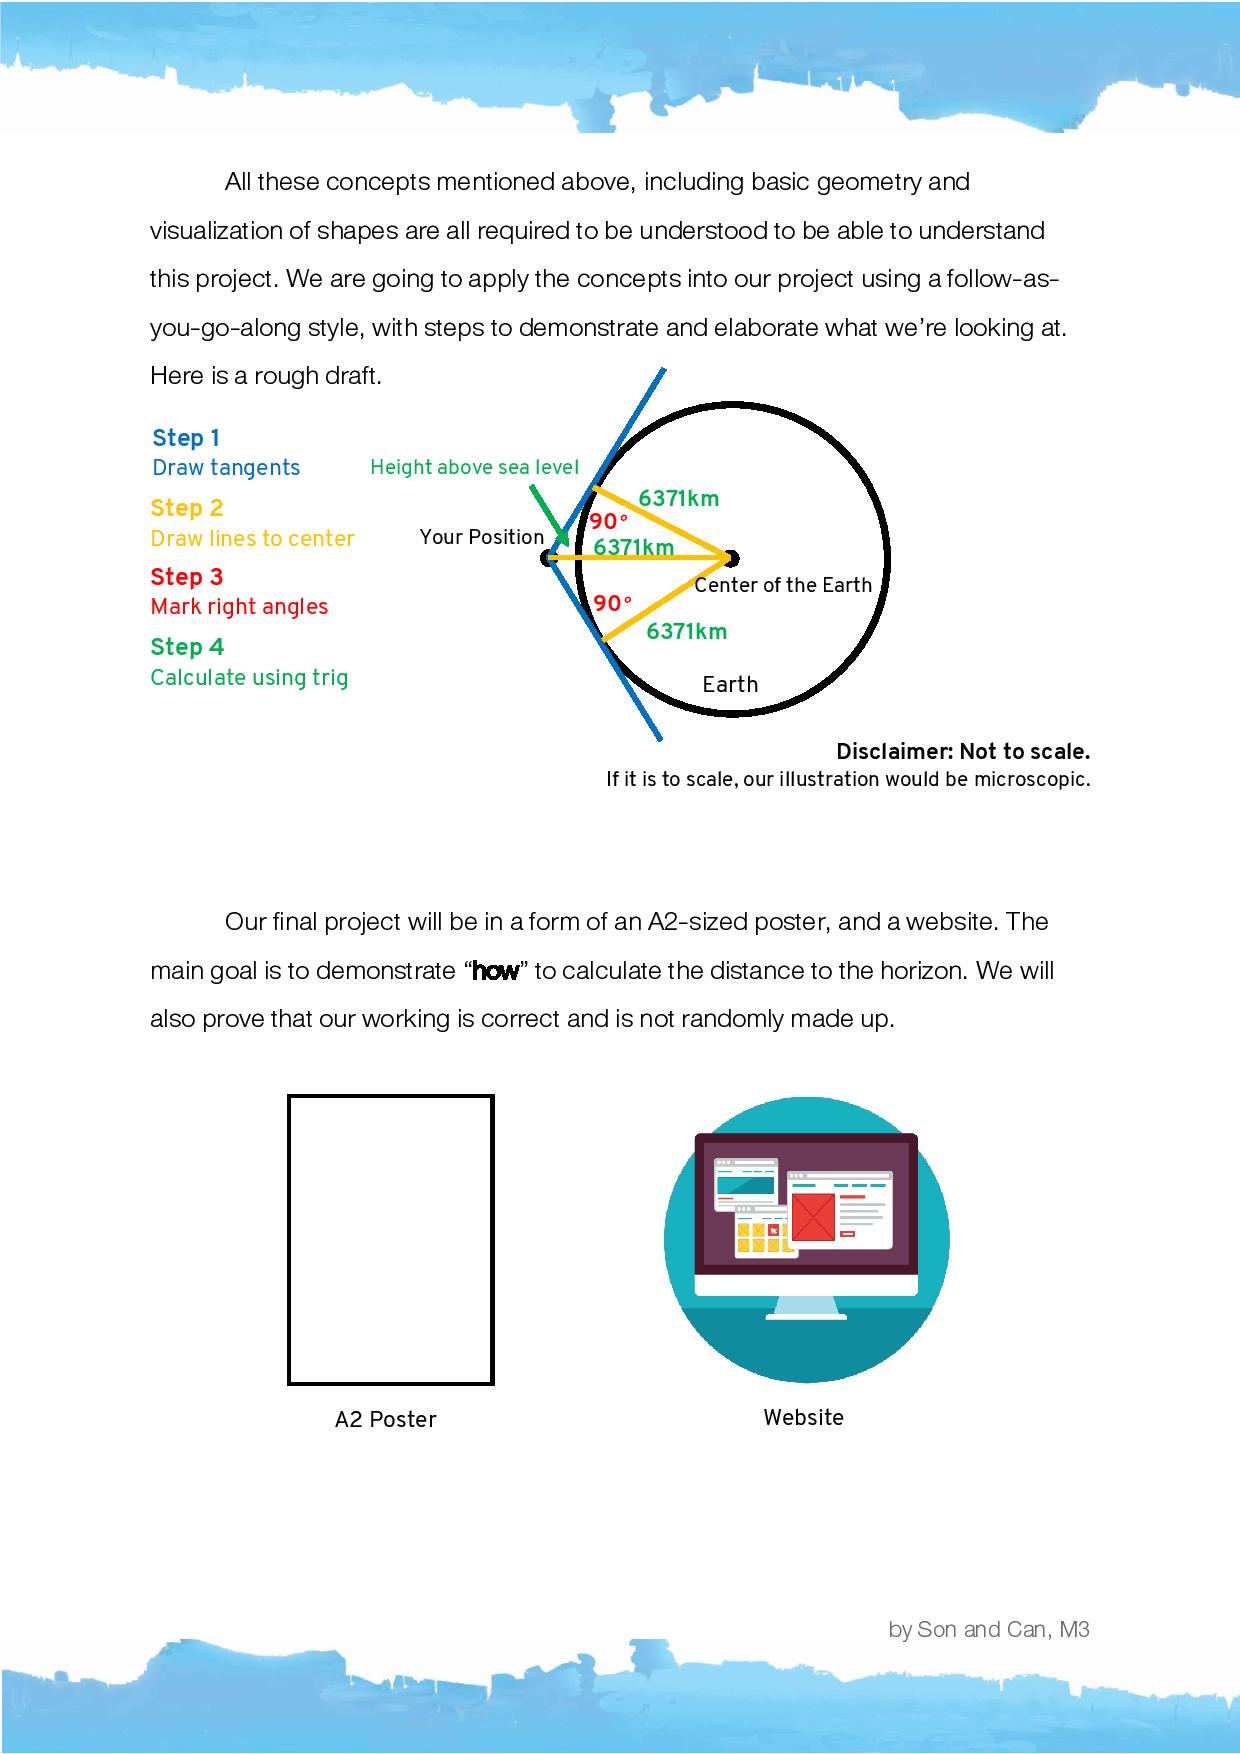 All these concepts mentioned above, including basic geometry and
visualization of shapes are all required to be understood to be able to understand
this project. We are going to apply the concepts into our project using a follow-as-
you-go-along style, with steps to demonstrate and elaborate what we’re looking at.
Here is a rough draft.
Step 1
Draw tangents
Step 2
Draw lines to center
Step 3
Mark right angles
Step 4
Calculate using trig
Height above sea level
Your Position
6371km
90°
6371km
Center of the Earth
90°
6371km
Earth
Disclaimer: Not to scale.
If it is to scale, our illustration would be microscopic.
Our final project will be in a form of an A2-sized poster, and a website. The
main goal is to demonstrate “how” to calculate the distance to the horizon. We will
also prove that our working is correct and is not randomly made up.
A2 Poster
Website
by Son and Can, M3